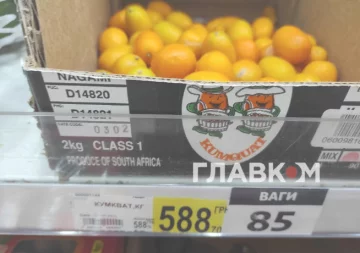 NAGAMI
D14820
0302
2kg CLASS 1
PRODUCE OF SOUTH AFRICA
KUMQUAT
MIX
ГЛАВКОМ
КУМКВАТ,КГ
588
ГРН
70
ВАГИ
85